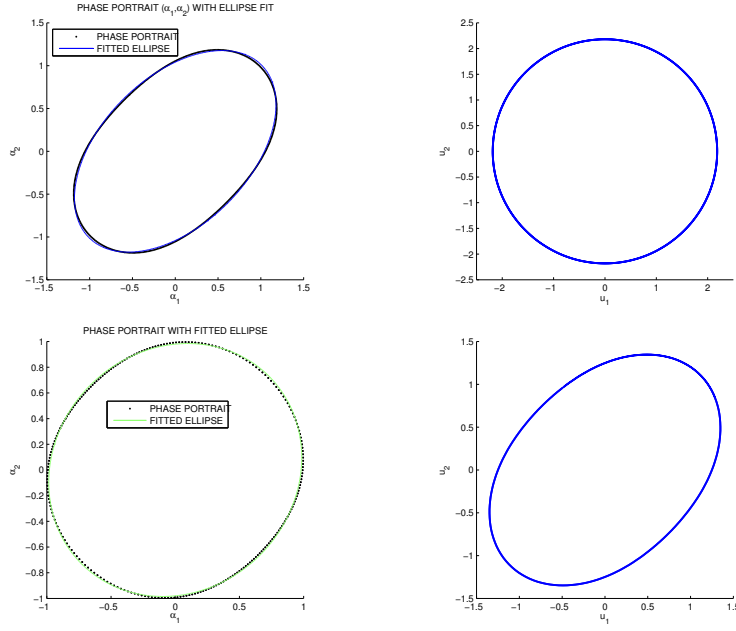 PHASE PORTRAIT (α₁,α₂) WITH ELLIPSE FIT
PHASE PORTRAIT
FITTED ELLIPSE
1.5
1
0.5
0
−0.5
−1
−1.5
α₂
−1.5 −1 −0.5 0 0.5 1 1.5
α₁
2.5
2
1.5
1
0.5
0
−0.5
−1
−1.5
−2
−2.5
u₂
−2 −1 0 1 2
u₁
PHASE PORTRAIT WITH FITTED ELLIPSE
PHASE PORTRAIT
FITTED ELLIPSE
1
0.8
0.6
0.4
0.2
0
−0.2
−0.4
−0.6
−0.8
−1
α₂
−1 −0.5 0 0.5 1
α₁
1.5
1
0.5
0
−0.5
−1
−1.5
u₂
−1.5 −1 −0.5 0 0.5 1 1.5
u₁